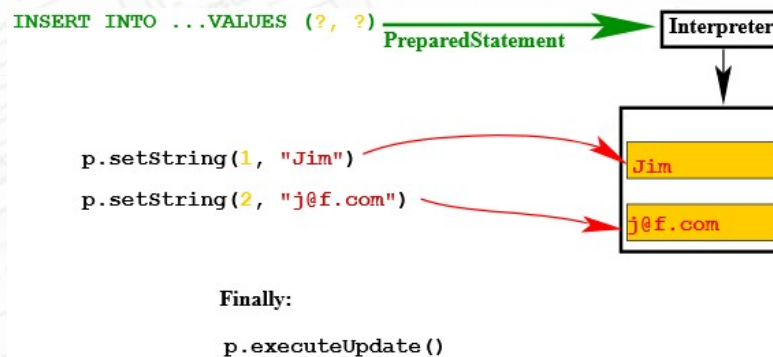 INSERT INTO ...VALUES (?, ?)
PreparedStatement
Interpreter
p.setString(1, "Jim")
Jim
p.setString(2, "j@f.com")
j@f.com
Finally:
p.executeUpdate()